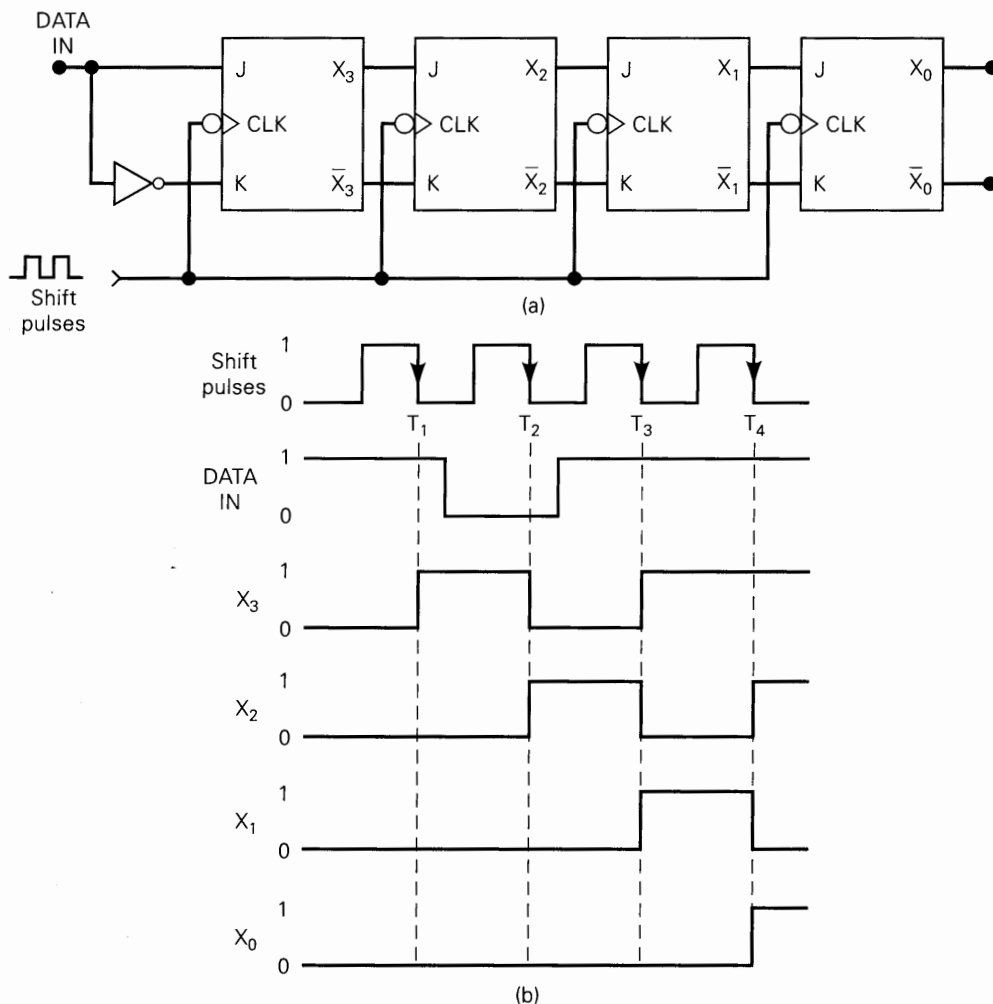 DATA
IN
J X₃ J X₂ J X₁ J X₀
CLK CLK CLK CLK
K X̅₃ K X̅₂ K X̅₁ K X̅₀
Shift
pulses
(a)
Shift
pulses
1
0
T₁ T₂ T₃ T₄
DATA
IN
1
0
X₃
1
0
X₂
1
0
X₁
1
0
X₀
1
0
(b)